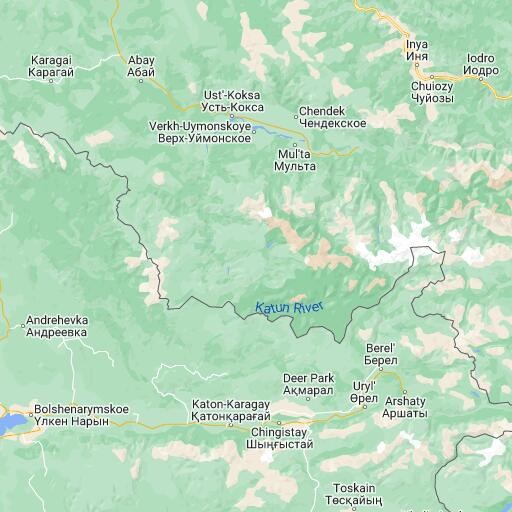 Inya
Иня
Karagai
Карагай
Abay
Абай
Iodro
Иодро
Chuiozy
Чуйозы
Ust'-Koksa
Усть-Кокса
Chendek
Чендекское
Verkh-Uymonskoye
Верх-Уймонское
Mul'ta
Мульта
Katun River
Andrehevka
Андреевка
Berel'
Берел
Deer Park
Ақмарал
Uryl'
Өрел
Arshaty
Аршаты
Bolshenarymskoe
Үлкен Нарын
Katon-Karagay
Қатонқарағай
Chingistay
Шыңғыстай
Toskain
Төсқайың